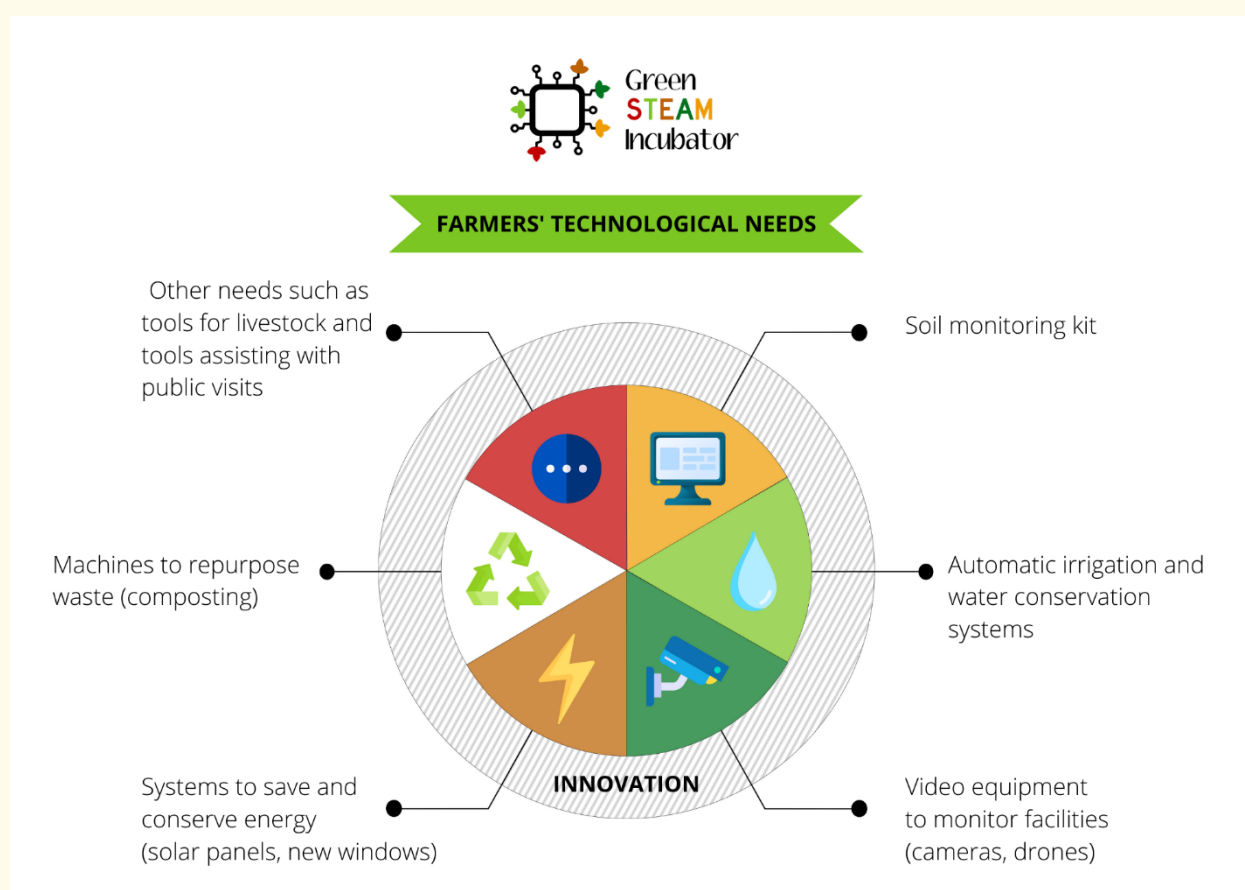 Green
STEAM
Incubator
FARMERS' TECHNOLOGICAL NEEDS
Other needs such as
tools for livestock and
tools assisting with
public visits
Soil monitoring kit
Machines to repurpose
waste (composting)
Automatic irrigation and
water conservation
systems
INNOVATION
Systems to save and
conserve energy
(solar panels, new windows)
Video equipment
to monitor facilities
(cameras, drones)